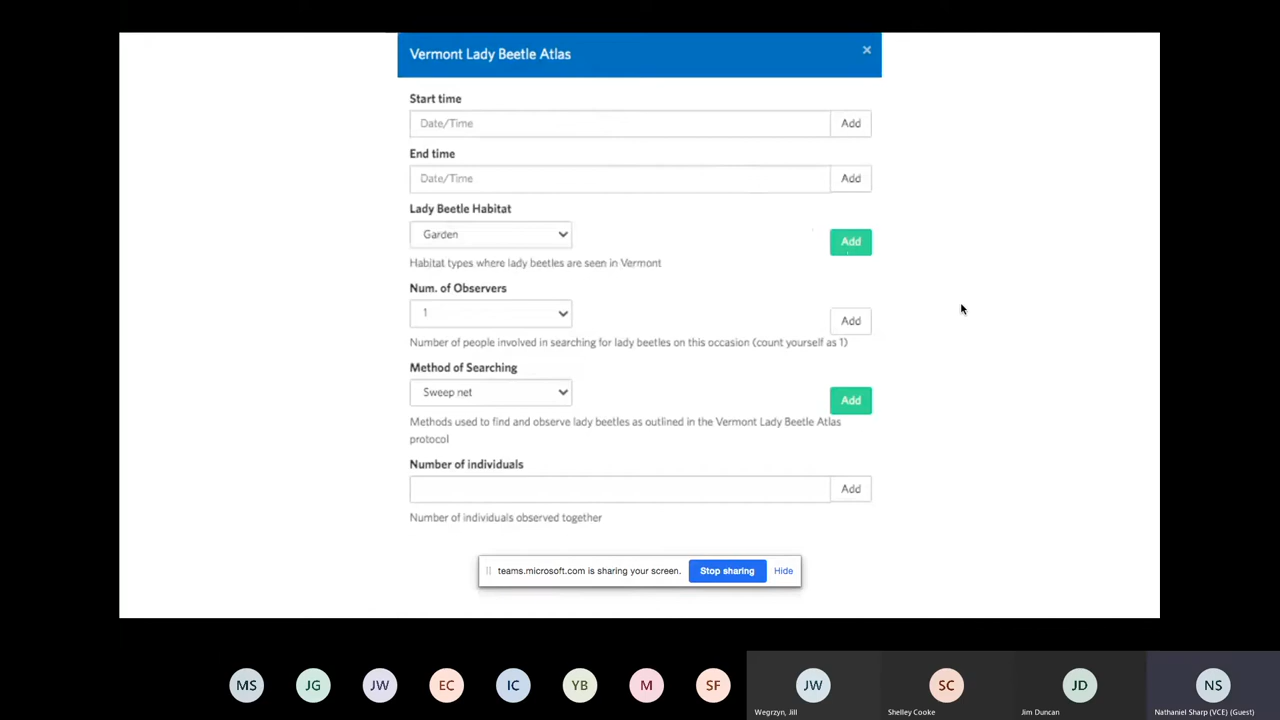 Vermont Lady Beetle Atlas
×
Start time
Date/Time
Add
End time
Date/Time
Add
Lady Beetle Habitat
Garden
Add
Habitat types where lady beetles are seen in Vermont
Num. of Observers
1
Add
Number of people involved in searching for lady beetles on this occasion (count yourself as 1)
Method of Searching
Sweep net
Add
Methods used to find and observe lady beetles as outlined in the Vermont Lady Beetle Atlas
protocol
Number of individuals
Add
Number of individuals observed together
teams.microsoft.com is sharing your screen.
Stop sharing
Hide
MS
JG
JW
EC
IC
YB
M
SF
JW
SC
JD
NS
Wegrzyn, Jill
Shelley Cooke
Jim Duncan
Nathaniel Sharp (VCE) (Guest)